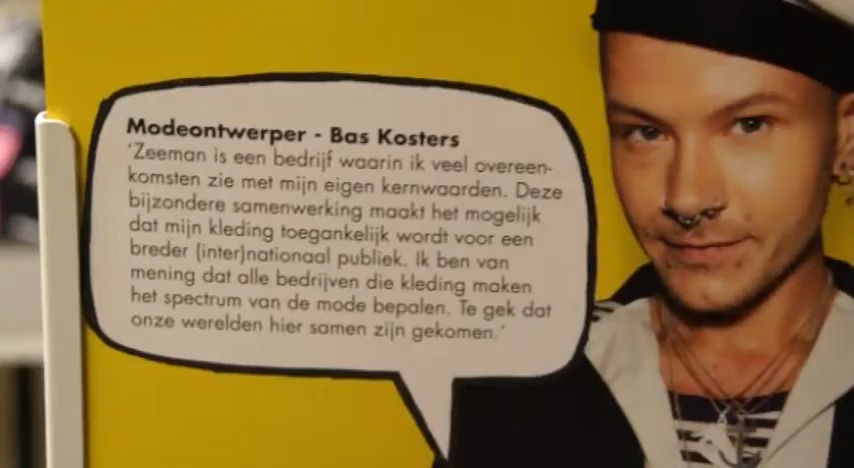 Modeontwerper - Bas Kosters
'Zeeman is een bedrijf waarin ik veel overeen-
komsten zie met mijn eigen kernwaarden. Deze
bijzondere samenwerking maakt het mogelijk
dat mijn kleding toegankelijk wordt voor een
breder (inter)nationaal publiek. Ik ben van
mening dat alle bedrijven die kleding maken
het spectrum van de mode bepalen. Te gek dat
onze werelden hier samen zijn gekomen.'